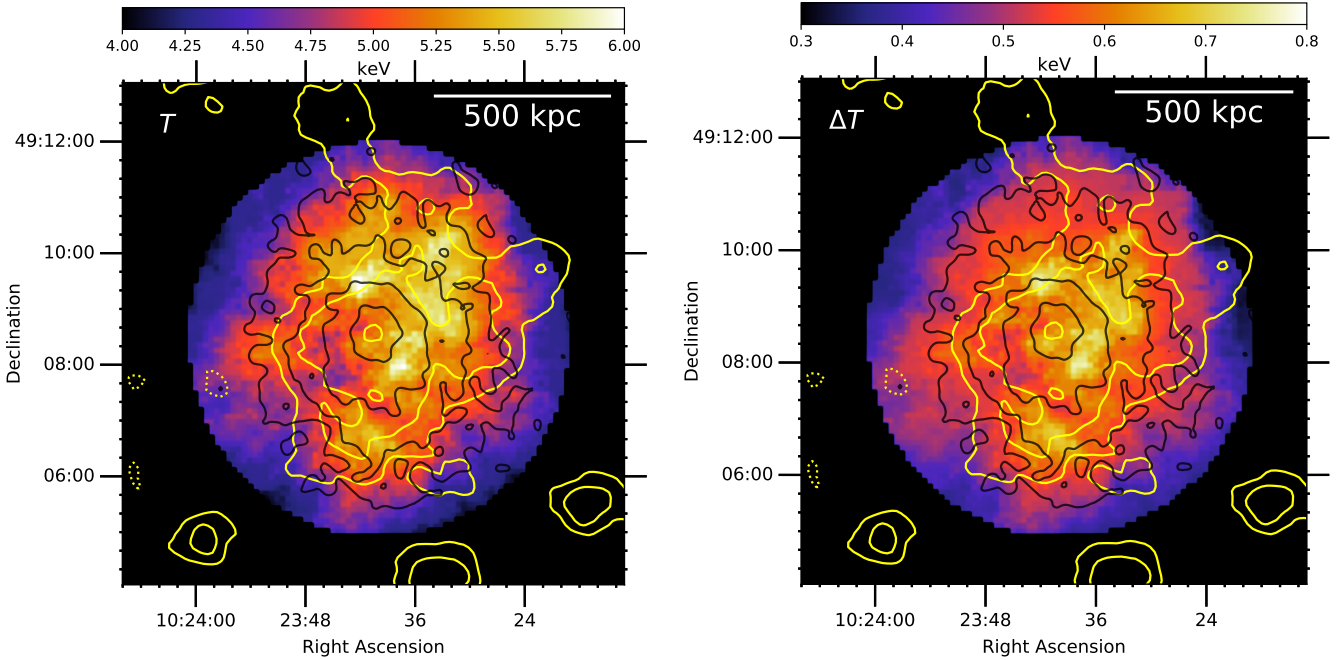 4.00 4.25 4.50 4.75 5.00 5.25 5.50 5.75 6.00
keV
T
500 kpc
49:12:00
10:00
08:00
06:00
Declination
10:24:00 23:48 36 24
Right Ascension
0.3 0.4 0.5 0.6 0.7 0.8
keV
ΔT
500 kpc
49:12:00
10:00
08:00
06:00
Declination
10:24:00 23:48 36 24
Right Ascension